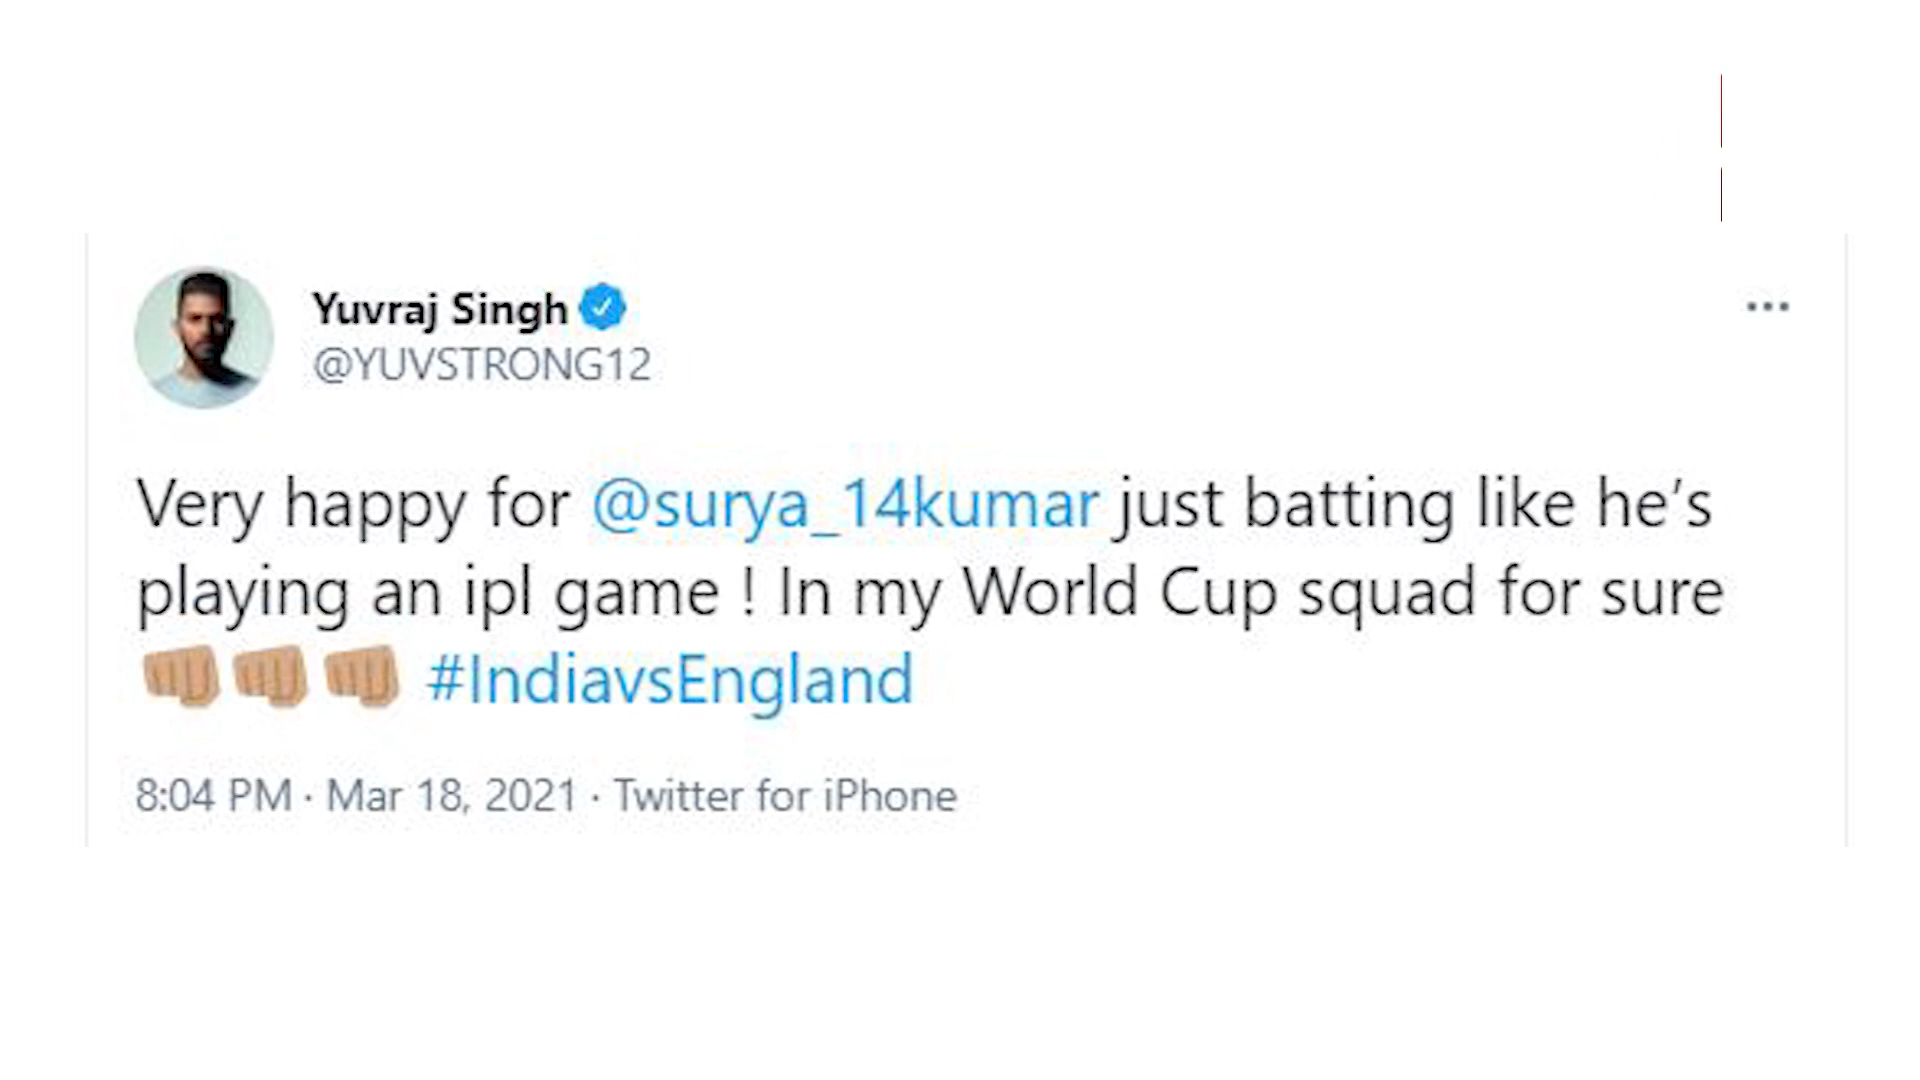 Yuvraj Singh
@YUVSTRONG12
Very happy for @surya_14kumar just batting like he’s
playing an ipl game ! In my World Cup squad for sure
👊🏼👊🏼👊🏼 #IndiavsEngland
8:04 PM · Mar 18, 2021 · Twitter for iPhone